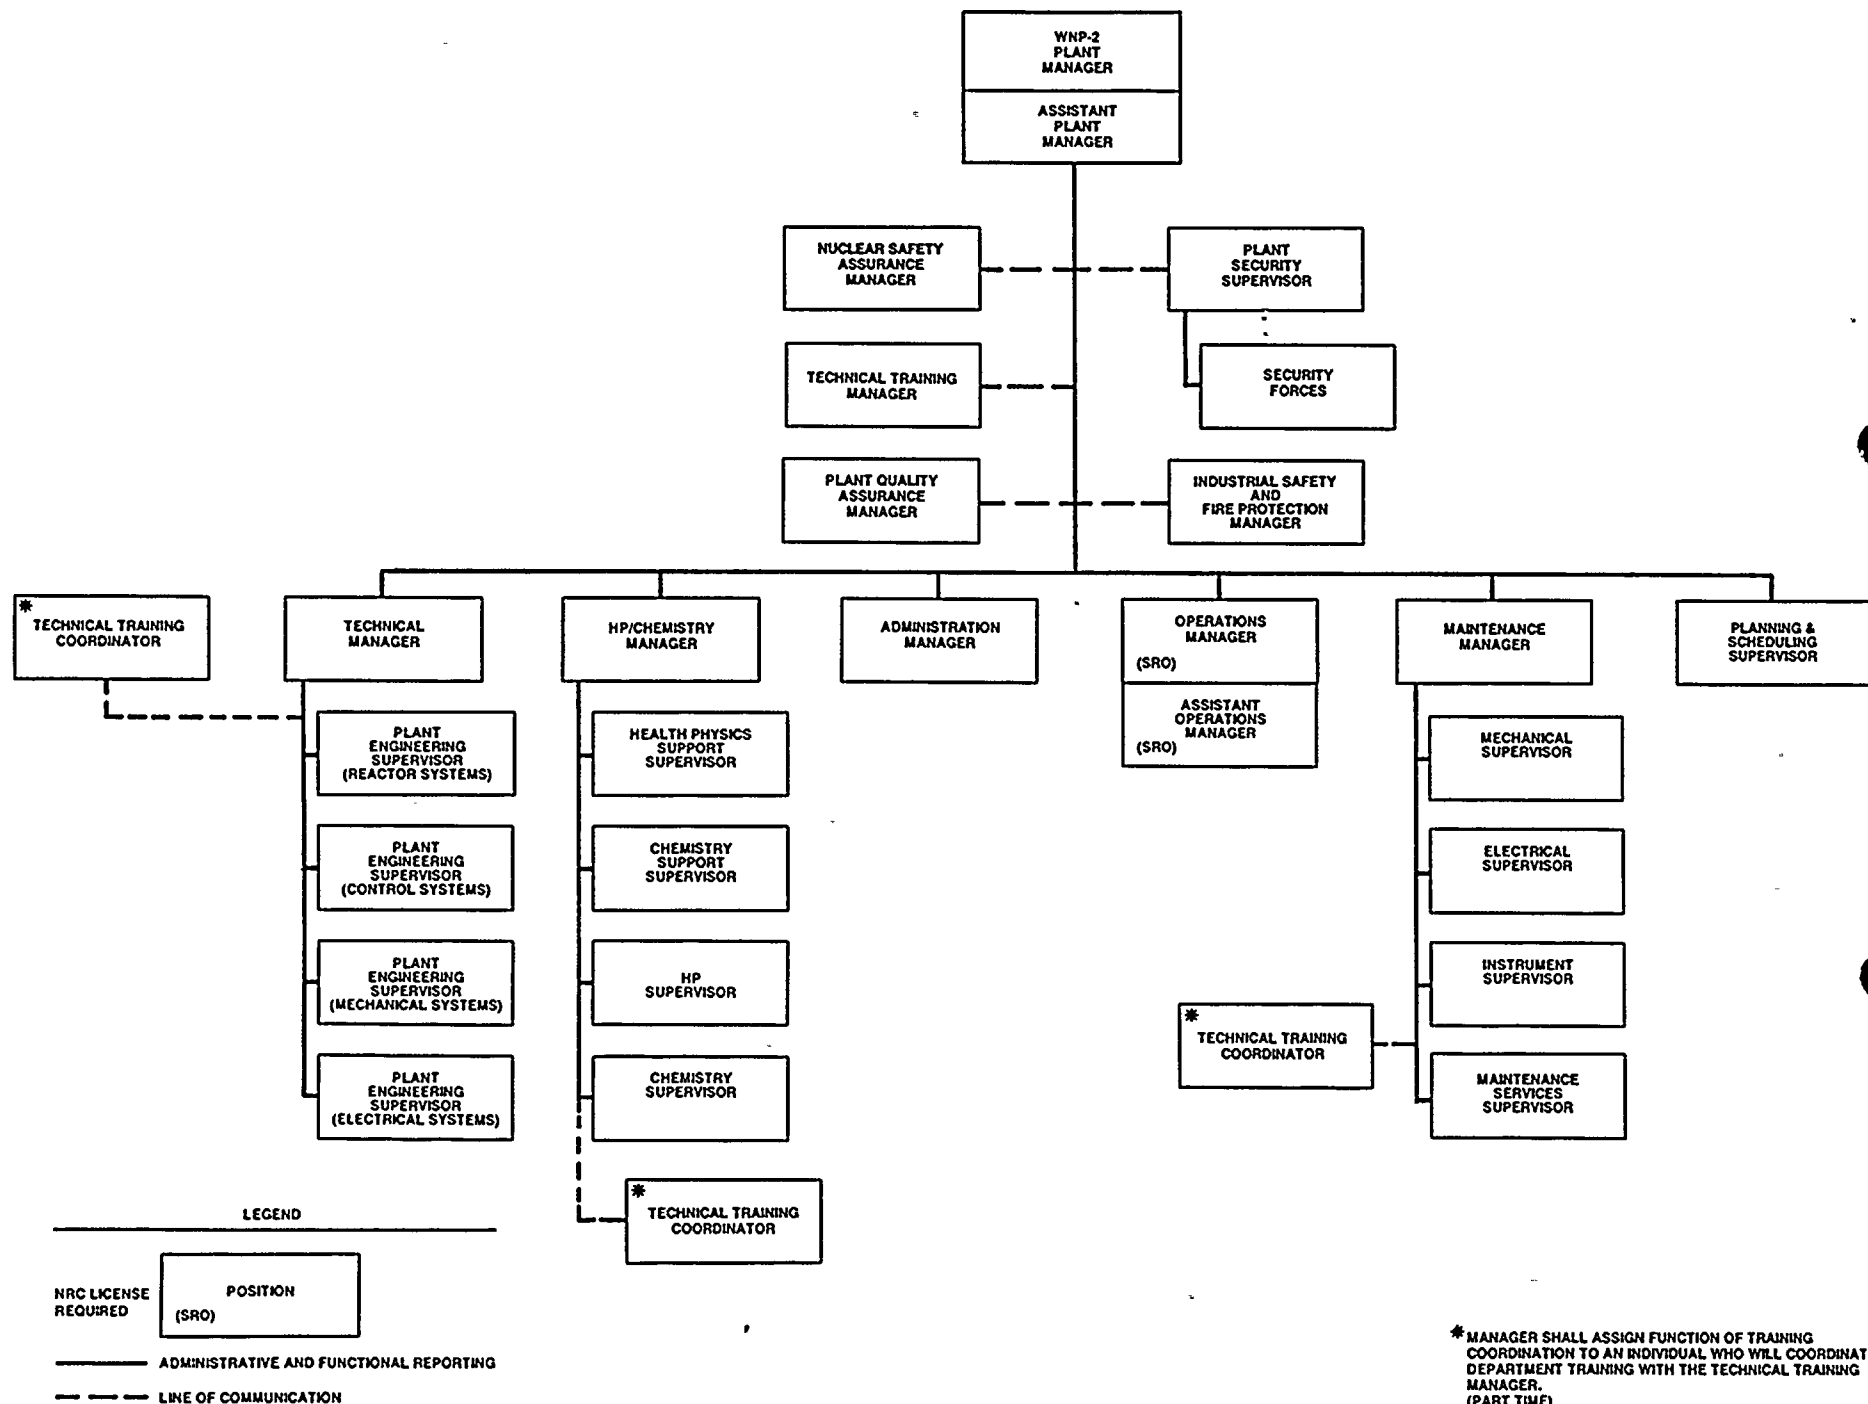 WNP-2
PLANT
MANAGER
ASSISTANT
PLANT
MANAGER
NUCLEAR SAFETY
ASSURANCE
MANAGER
PLANT
SECURITY
SUPERVISOR
TECHNICAL TRAINING
MANAGER
SECURITY
FORCES
PLANT QUALITY
ASSURANCE
MANAGER
INDUSTRIAL SAFETY
AND
FIRE PROTECTION
MANAGER
*
TECHNICAL TRAINING
COORDINATOR
TECHNICAL
MANAGER
HP/CHEMISTRY
MANAGER
ADMINISTRATION
MANAGER
OPERATIONS
MANAGER
(SRO)
ASSISTANT
OPERATIONS
MANAGER
(SRO)
MAINTENANCE
MANAGER
PLANNING &
SCHEDULING
SUPERVISOR
PLANT
ENGINEERING
SUPERVISOR
(REACTOR SYSTEMS)
PLANT
ENGINEERING
SUPERVISOR
(CONTROL SYSTEMS)
PLANT
ENGINEERING
SUPERVISOR
(MECHANICAL SYSTEMS)
PLANT
ENGINEERING
SUPERVISOR
(ELECTRICAL SYSTEMS)
HEALTH PHYSICS
SUPPORT
SUPERVISOR
CHEMISTRY
SUPPORT
SUPERVISOR
HP
SUPERVISOR
CHEMISTRY
SUPERVISOR
*
TECHNICAL TRAINING
COORDINATOR
MECHANICAL
SUPERVISOR
ELECTRICAL
SUPERVISOR
INSTRUMENT
SUPERVISOR
*
TECHNICAL TRAINING
COORDINATOR
MAINTENANCE
SERVICES
SUPERVISOR
LEGEND
NRC LICENSE
REQUIRED
POSITION
(SRO)
ADMINISTRATIVE AND FUNCTIONAL REPORTING
LINE OF COMMUNICATION
* MANAGER SHALL ASSIGN FUNCTION OF TRAINING
COORDINATION TO AN INDIVIDUAL WHO WILL COORDINAT
DEPARTMENT TRAINING WITH THE TECHNICAL TRAINING
MANAGER.
(PART TIME)